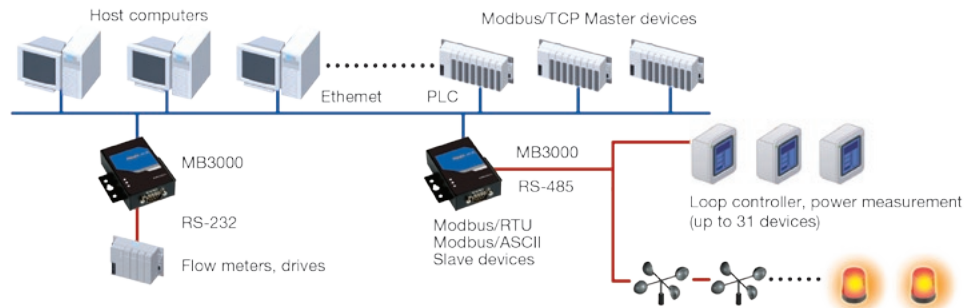 Host computers
Modbus/TCP Master devices
Ethernet
PLC
MB3000
MB3000
RS-485
RS-232
Loop controller, power measurement
(up to 31 devices)
Modbus/RTU
Modbus/ASCII
Slave devices
Flow meters, drives